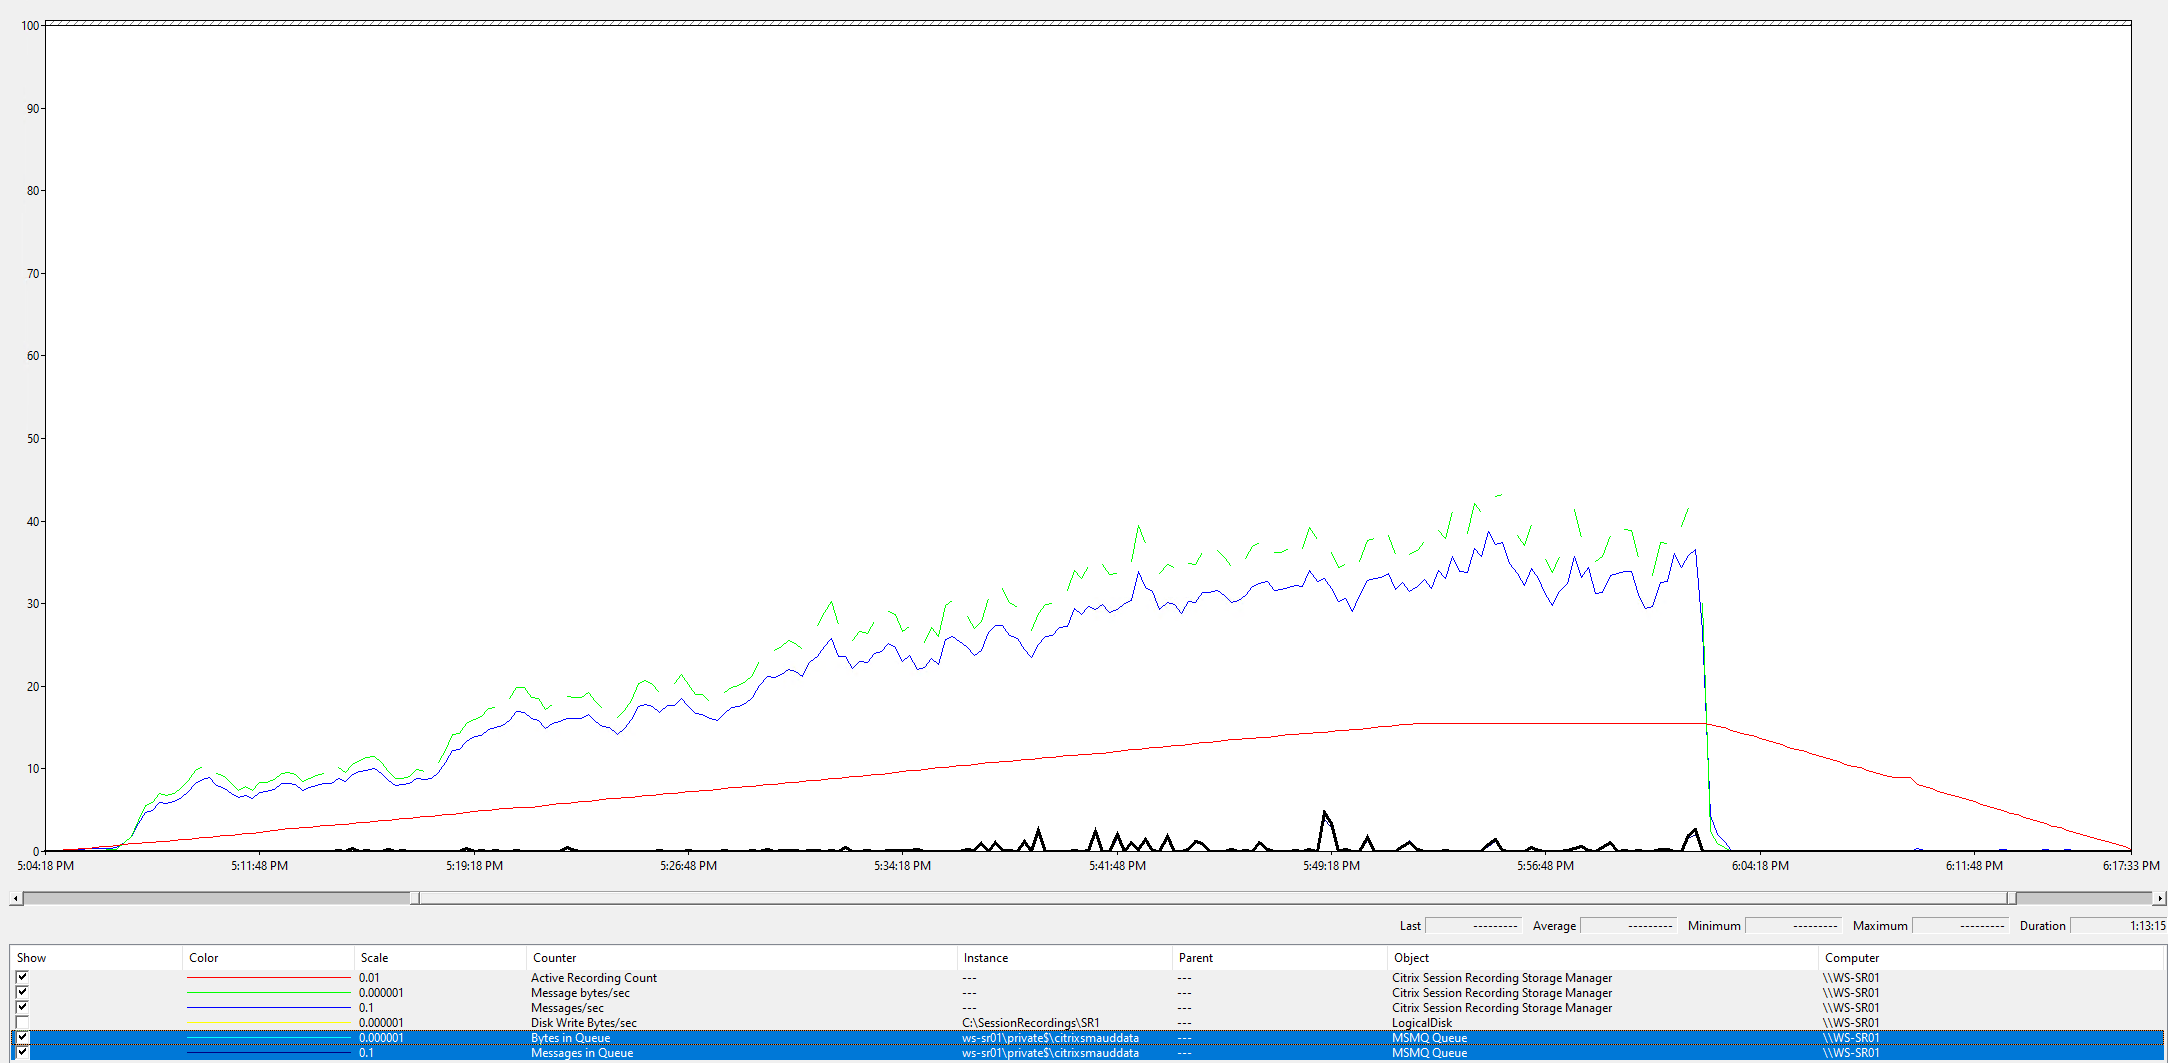 100
90
80
70
60
50
40
30
20
10
0
5:04:18 PM 5:11:48 PM 5:19:18 PM 5:26:48 PM 5:34:18 PM 5:41:48 PM 5:49:18 PM 5:56:48 PM 6:04:18 PM 6:11:48 PM 6:17:33 PM
Last --------- Average --------- Minimum --------- Maximum --------- Duration 1:13:15
Show Color Scale Counter Instance Parent Object Computer
0.01 Active Recording Count --- --- Citrix Session Recording Storage Manager \\WS-SR01
0.000001 Message bytes/sec --- --- Citrix Session Recording Storage Manager \\WS-SR01
0.1 Messages/sec --- --- Citrix Session Recording Storage Manager \\WS-SR01
0.000001 Disk Write Bytes/sec C:\SessionRecordings\SR1 --- LogicalDisk \\WS-SR01
0.000001 Bytes in Queue ws-sr01\private$\citrixsmauddata --- MSMQ Queue \\WS-SR01
0.1 Messages in Queue ws-sr01\private$\citrixsmauddata --- MSMQ Queue \\WS-SR01